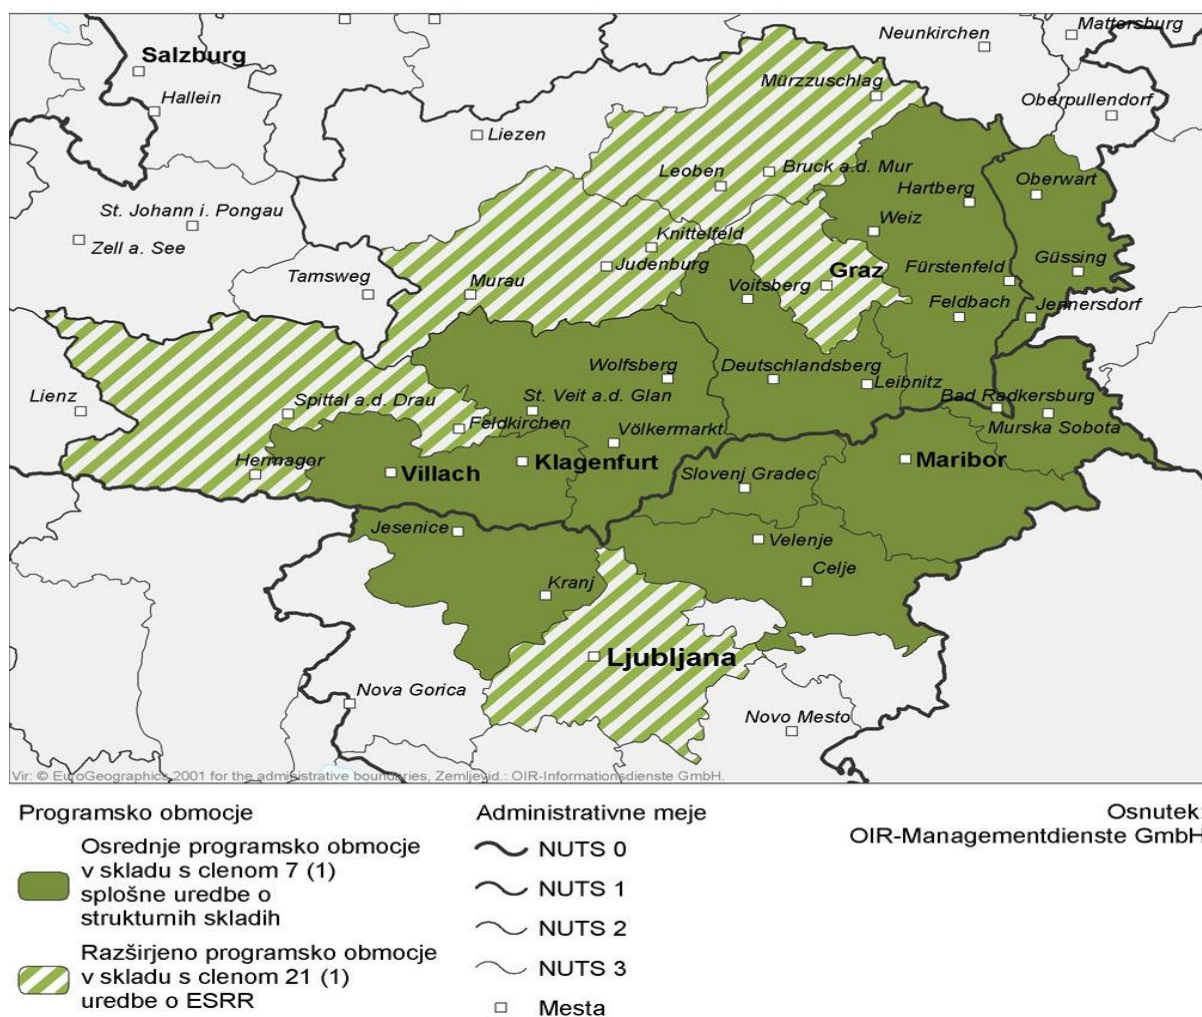 Mattersburg
Neunkirchen
Salzburg
Mürzzuschlag
Hallein
Oberpullendorf
Liezen
Leoben
Bruck a.d. Mur
Hartberg
Oberwart
St. Johann i. Pongau
Weiz
Zell a. See
Knittelfeld
Judenburg
Tamsweg
Murau
Voitsberg
Graz
Fürstenfeld
Güssing
Feldbach
Jennersdorf
Wolfsberg
Deutschlandsberg
Leibnitz
Lienz
Spittal a.d. Drau
St. Veit a.d. Glan
Bad Radkersburg
Feldkirchen
Völkermarkt
Murska Sobota
Hermagor
Villach
Klagenfurt
Slovenj Gradec
Maribor
Jesenice
Velenje
Kranj
Celje
Ljubljana
Nova Gorica
Novo Mesto
Vir: © EuroGeographics 2001 for the administrative boundaries, Zemljevid.: OIR-Informationsdienste GmbH.
Programsko obmocje
Osrednje programsko obmocje
v skladu s clenom 7 (1)
splošne uredbe o
strukturnih skladih
Razširjeno programsko obmocje
v skladu s clenom 21 (1)
uredbe o ESRR
Administrativne meje
NUTS 0
NUTS 1
NUTS 2
NUTS 3
Mesta
Osnutek:
OIR-Managementdienste GmbH